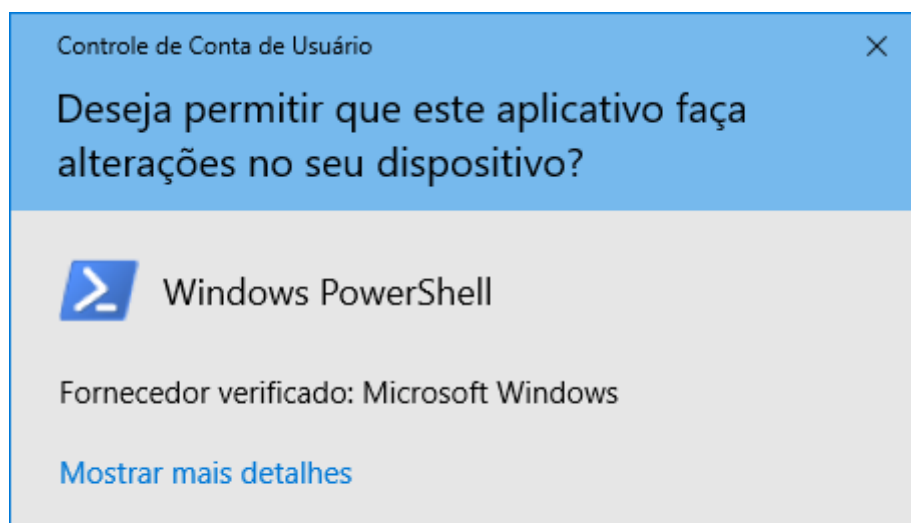 Controle de Conta de Usuário
Deseja permitir que este aplicativo faça
alterações no seu dispositivo?
Windows PowerShell
Fornecedor verificado: Microsoft Windows
Mostrar mais detalhes